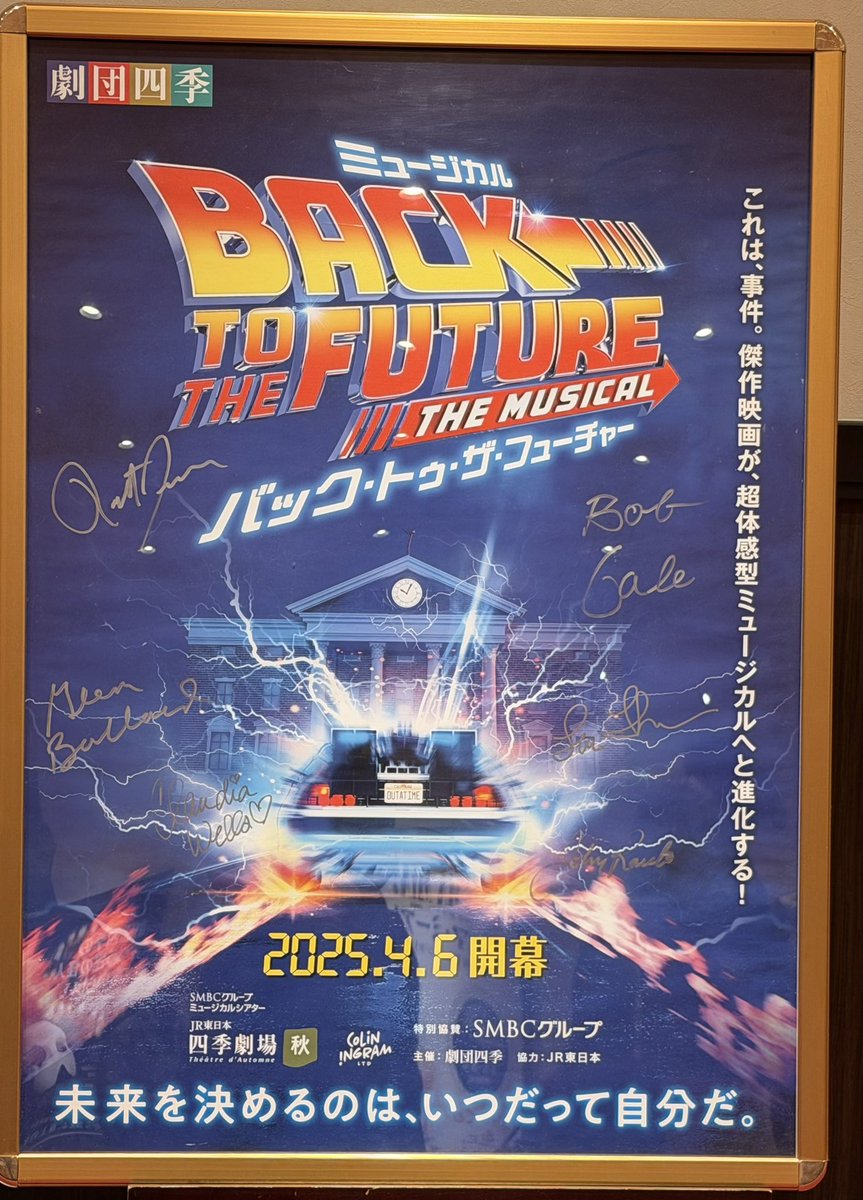 劇団四季
ミュージカル
BACK
TO
THE FUTURE
THE MUSICAL
バック・トゥ・ザ・フューチャー
これは、事件。傑作映画が、超体感型ミュージカルへと進化する！
Bob
Gale
Glen
Ballard
Claudia
Wells♡
OUTATIME
2025.4.6 開幕
SMBCグループ
ミュージカルシアター
JR東日本
四季劇場 秋
Théâtre d'Automne
COLIN
INGRAM
LTD
特別協賛：SMBCグループ
主催：劇団四季 協力：JR東日本
未来を決めるのは、いつだって自分だ。